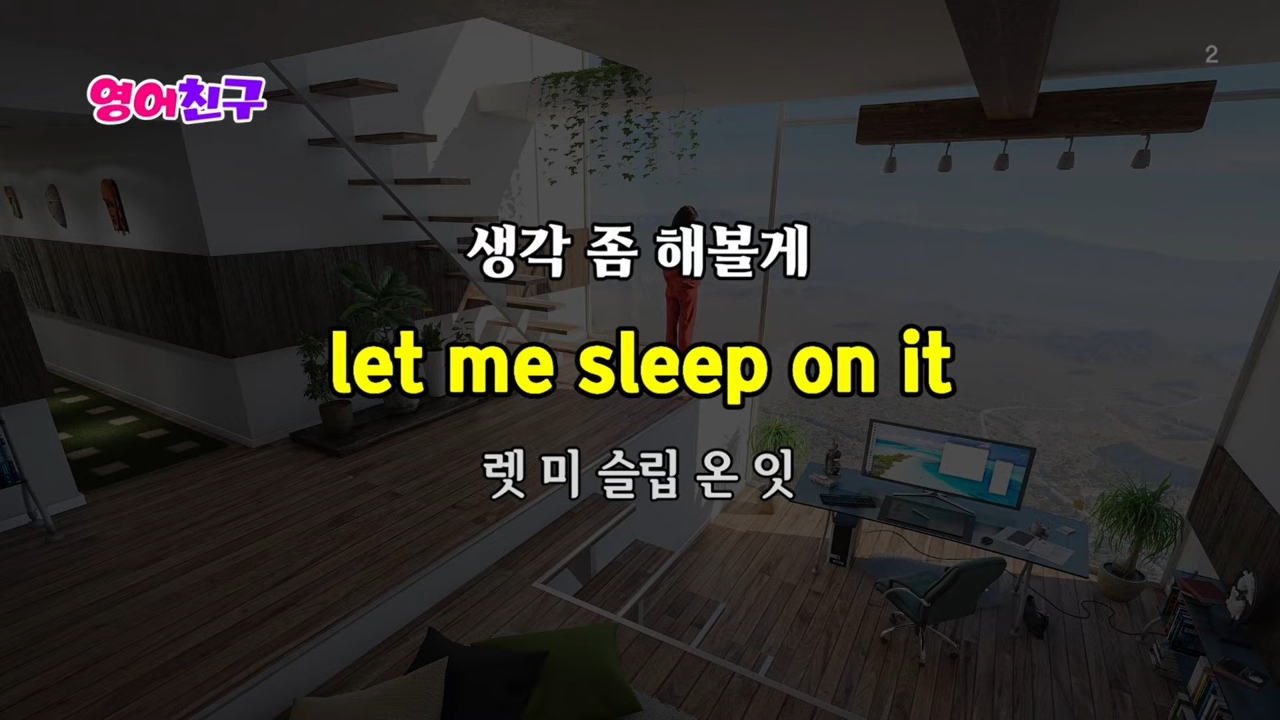 영어친구
2
생각 좀 해볼게
let me sleep on it
렛 미 슬립 온 잇